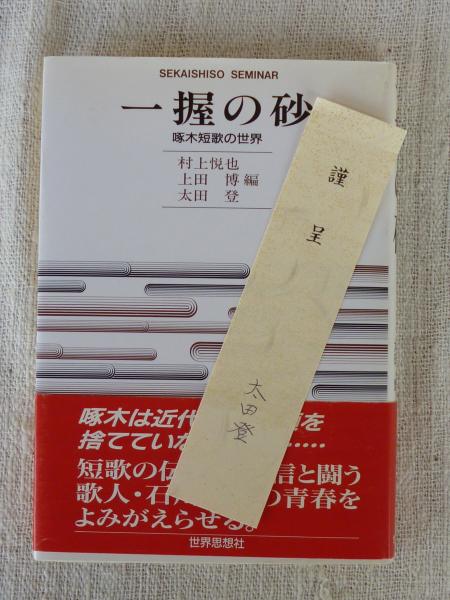 SEKAISHISO SEMINAR
一握の砂
啄木短歌の世界
村上悦也
上田 博 編
太田 登
謹呈
太田登
啄木は近代 を
捨てていな ……
短歌の伝 信と闘う
歌人・石 の青春を
よみがえらせる。
世界思想社